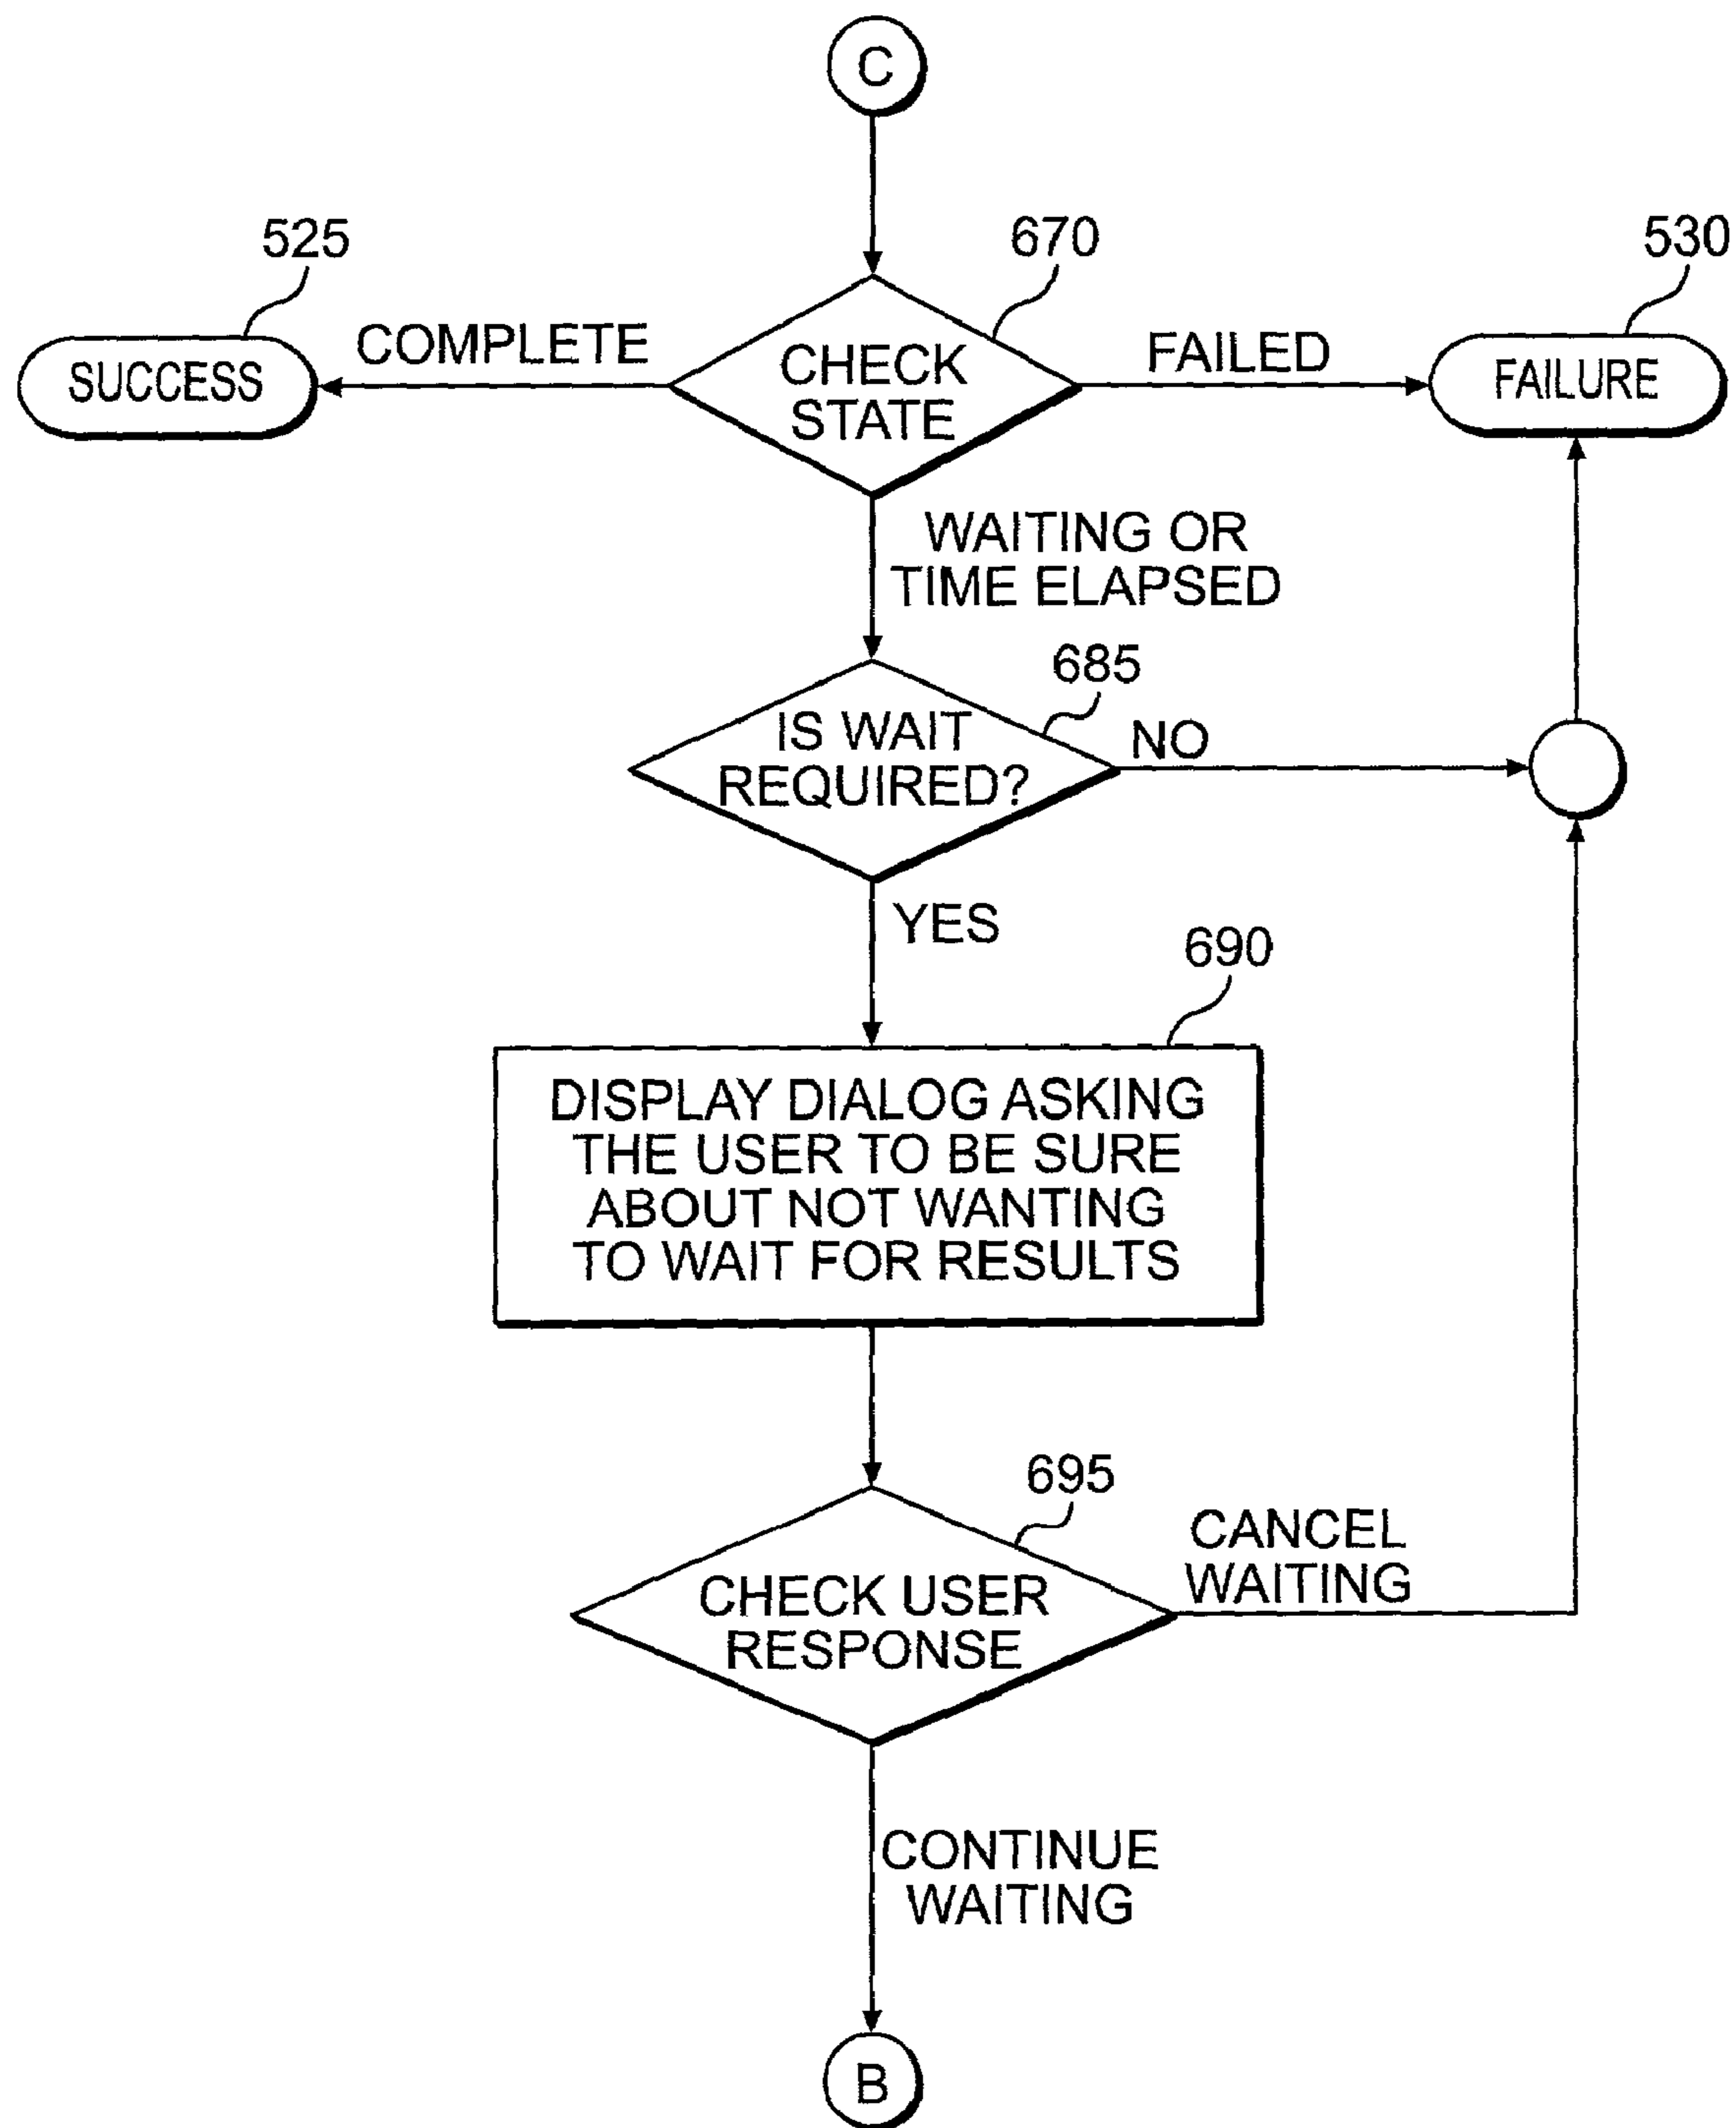 C
525
670
530
COMPLETE
FAILED
SUCCESS
CHECK
STATE
FAILURE
WAITING OR
TIME ELAPSED
685
IS WAIT
REQUIRED?
NO
YES
690
DISPLAY DIALOG ASKING
THE USER TO BE SURE
ABOUT NOT WANTING
TO WAIT FOR RESULTS
695
CANCEL
WAITING
CHECK USER
RESPONSE
CONTINUE
WAITING
B